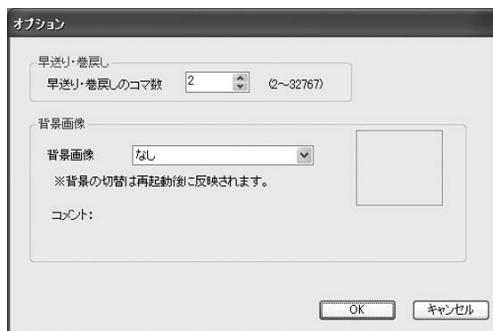 オプション
早送り・巻戻し
早送り・巻戻しのコマ数 2 (2～32767)
背景画像
背景画像 なし
※背景の切替は再起動後に反映されます。
コメント:
OK キャンセル